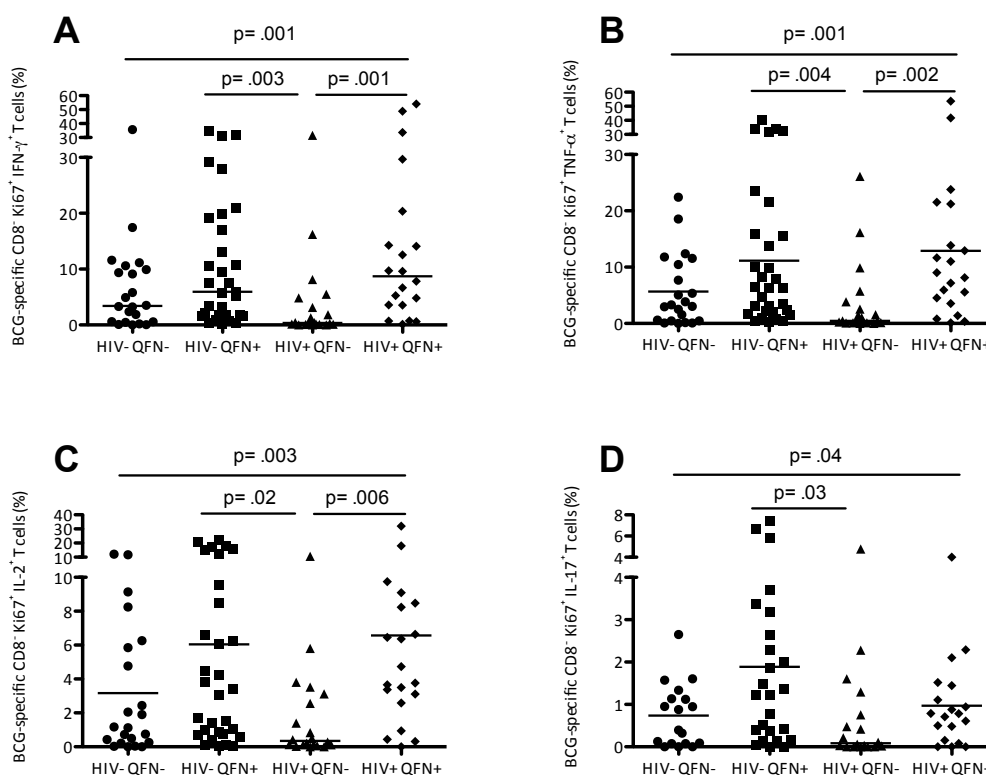 A
p= .001
p= .003
p= .001
BCG-specific CD8⁻ Ki67⁺ IFN-γ⁺ T cells (%)
60
50
40
30
30
20
10
0
HIV- QFN-
HIV- QFN+
HIV+ QFN-
HIV+ QFN+
B
p= .001
p= .004
p= .002
BCG-specific CD8⁻ Ki67⁺ TNF-α⁺ T cells (%)
60
50
40
30
30
20
10
0
HIV- QFN-
HIV- QFN+
HIV+ QFN-
HIV+ QFN+
C
p= .003
p= .02
p= .006
BCG-specific CD8⁻ Ki67⁺ IL-2⁺ T cells (%)
40
30
20
10
10
8
6
4
2
0
HIV- QFN-
HIV- QFN+
HIV+ QFN-
HIV+ QFN+
D
p= .04
p= .03
BCG-specific CD8⁻ Ki67⁺ IL-17⁺ T cells (%)
8
6
4
4
3
2
1
0
HIV- QFN-
HIV- QFN+
HIV+ QFN-
HIV+ QFN+